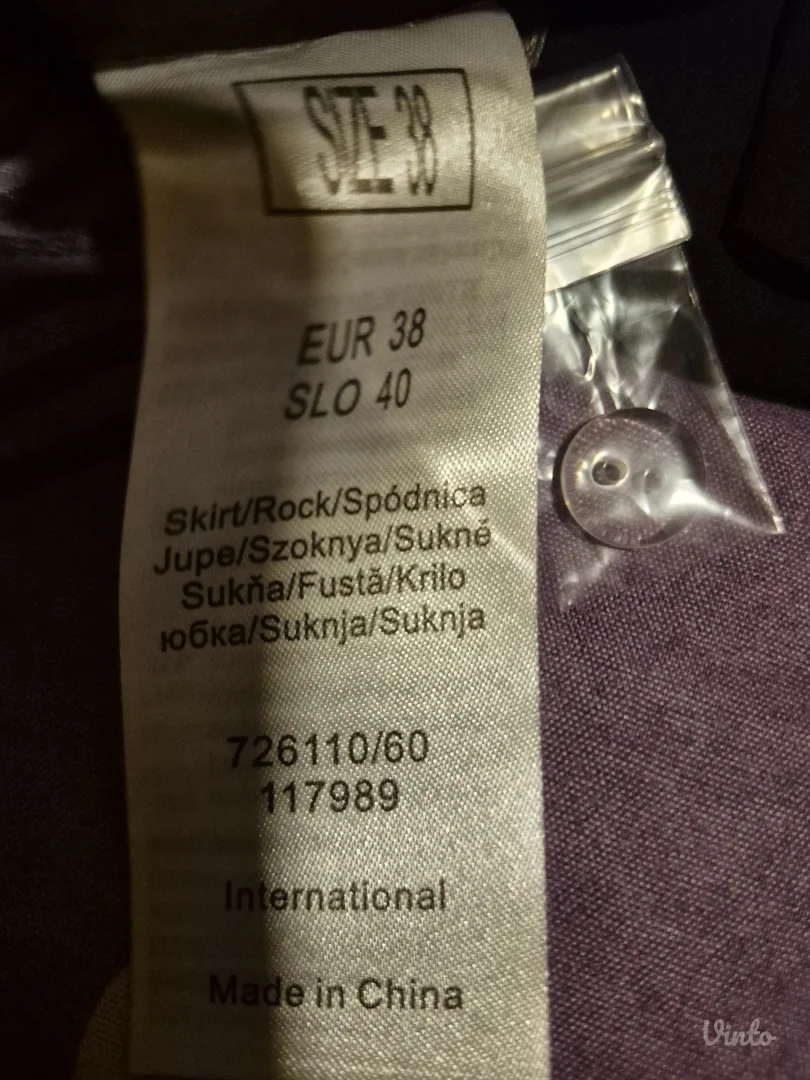 SIZE 38
EUR 38
SLO 40
Skirt/Rock/Spódnica
Jupe/Szoknya/Sukné
Sukňa/Fustă/Krilo
юбка/Suknja/Suknja
726110/60
117989
International
Made in China
Vinto